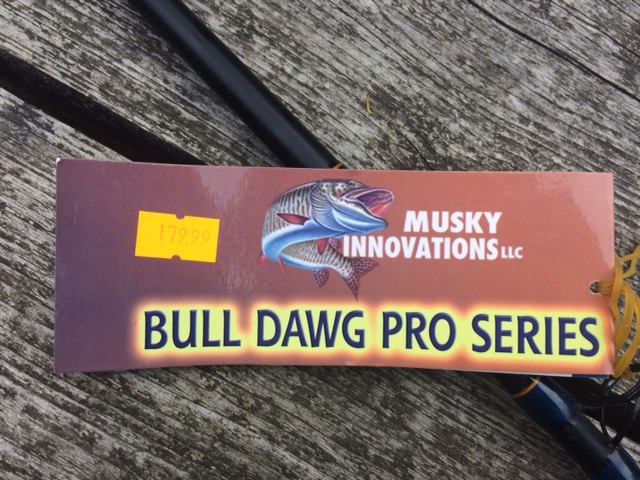 179.99
MUSKY
INNOVATIONS LLC
BULL DAWG PRO SERIES